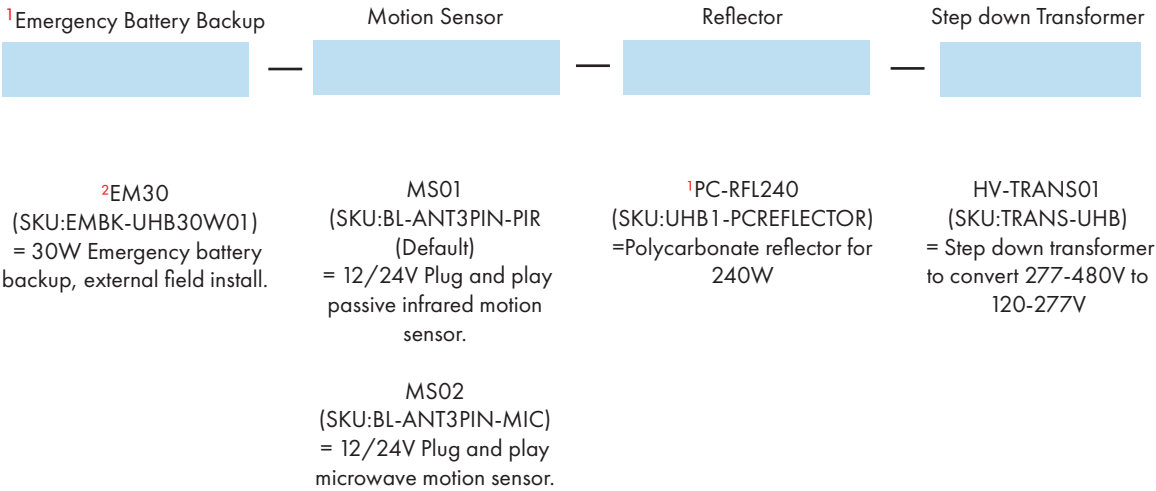 1Emergency Battery Backup
Motion Sensor
Reflector
Step down Transformer
2EM30
(SKU:EMBK-UHB30W01)
= 30W Emergency battery
backup, external field install.
MS01
(SKU:BL-ANT3PIN-PIR
(Default)
= 12/24V Plug and play
passive infrared motion
sensor.
MS02
(SKU:BL-ANT3PIN-MIC)
= 12/24V Plug and play
microwave motion sensor.
1PC-RFL240
(SKU:UHB1-PCREFLECTOR)
=Polycarbonate reflector for
240W
HV-TRANS01
(SKU:TRANS-UHB)
= Step down transformer
to convert 277-480V to
120-277V